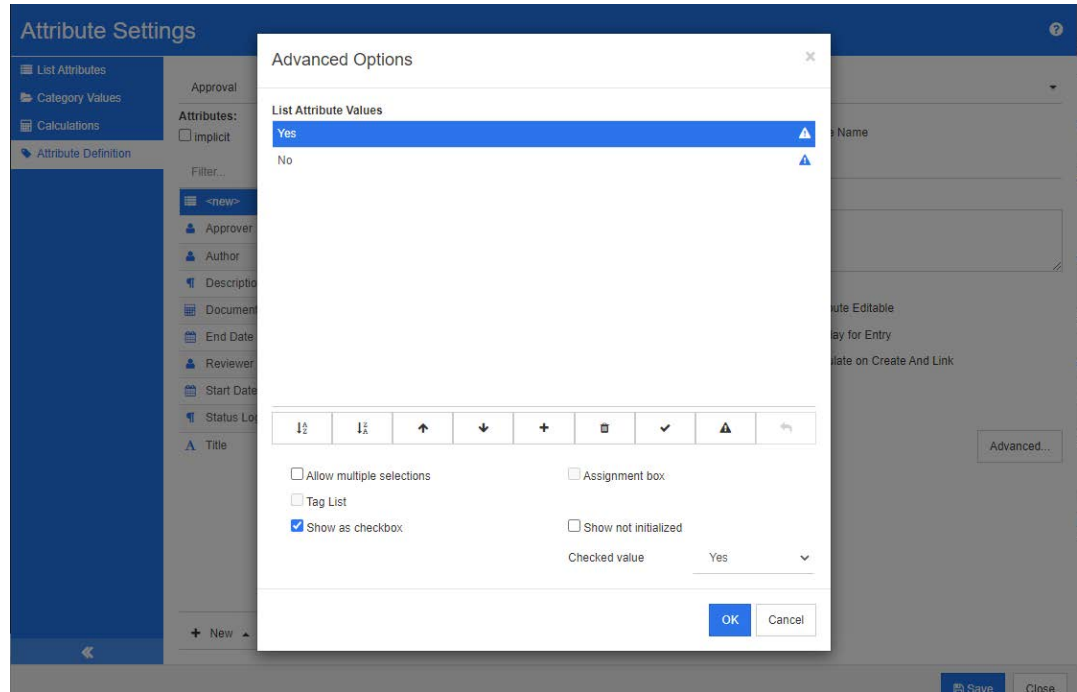 Attribute Settings
List Attributes
Category Values
Calculations
Attribute Definition
Approval
Attributes:
implicit
Filter...
<new>
Approver
Author
Descriptio
Document
End Date
Reviewer
Start Date
Status Log
Title
+ New
Advanced Options
List Attribute Values
Yes
No
Allow multiple selections
Assignment box
Tag List
Show as checkbox
Show not initialized
Checked value
Yes
OK
Cancel
Name
ute Editable
lay for Entry
ulate on Create And Link
Advanced...
Save
Close